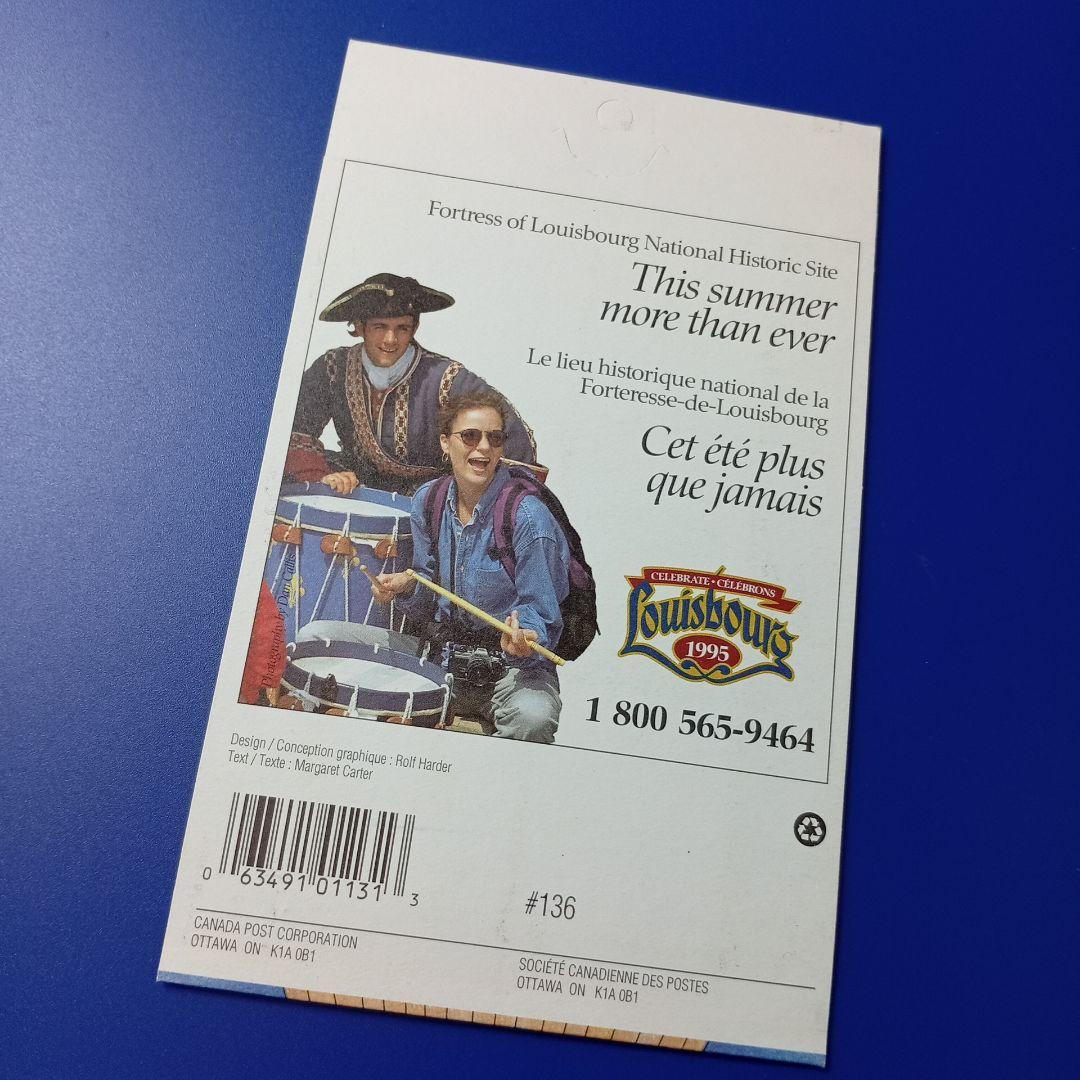 Fortress of Louisbourg National Historic Site
This summer
more than ever
Le lieu historique national de la
Forteresse-de-Louisbourg
Cet été plus
que jamais
CELEBRATE • CÉLÉBRONS
Louisbourg
1995
1 800 565-9464
Photography by Dan
Design / Conception graphique : Rolf Harder
Text / Texte : Margaret Carter
0 63491 01131 3
#136
CANADA POST CORPORATION
OTTAWA ON K1A 0B1
SOCIÉTÉ CANADIENNE DES POSTES
OTTAWA ON K1A 0B1